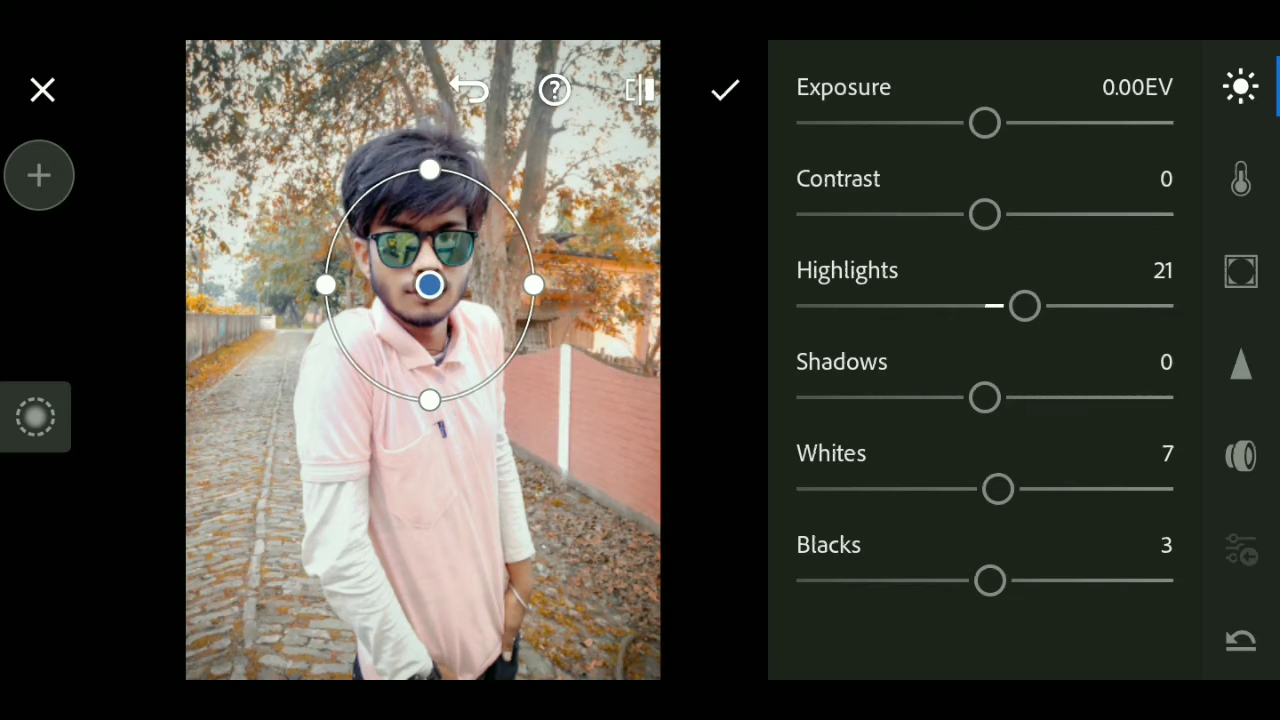 Exposure 0.00EV
Contrast 0
Highlights 21
Shadows 0
Whites 7
Blacks 3